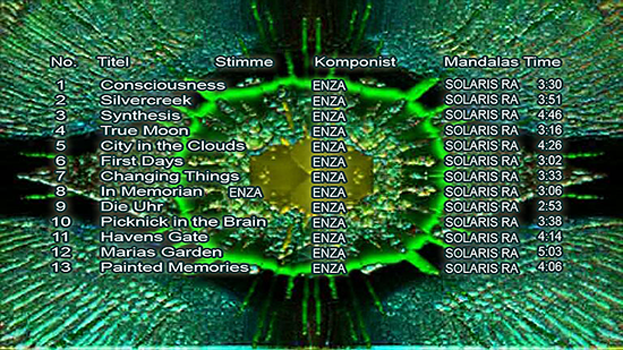 No. Titel Stimme Komponist Mandalas Time
1 Consciousness ENZA SOLARIS RA 3:30
2 Silvercreek ENZA SOLARIS RA 3:51
3 Synthesis ENZA SOLARIS RA 4:46
4 True Moon ENZA SOLARIS RA 3:16
5 City in the Clouds ENZA SOLARIS RA 4:26
6 First Days ENZA SOLARIS RA 3:02
7 Changing Things ENZA SOLARIS RA 3:33
8 In Memorian ENZA ENZA SOLARIS RA 3:06
9 Die Uhr ENZA SOLARIS RA 2:53
10 Picknick in the Brain ENZA SOLARIS RA 3:38
11 Havens Gate ENZA SOLARIS RA 4:14
12 Marias Garden ENZA SOLARIS RA 5:03
13 Painted Memories ENZA SOLARIS RA 4:06